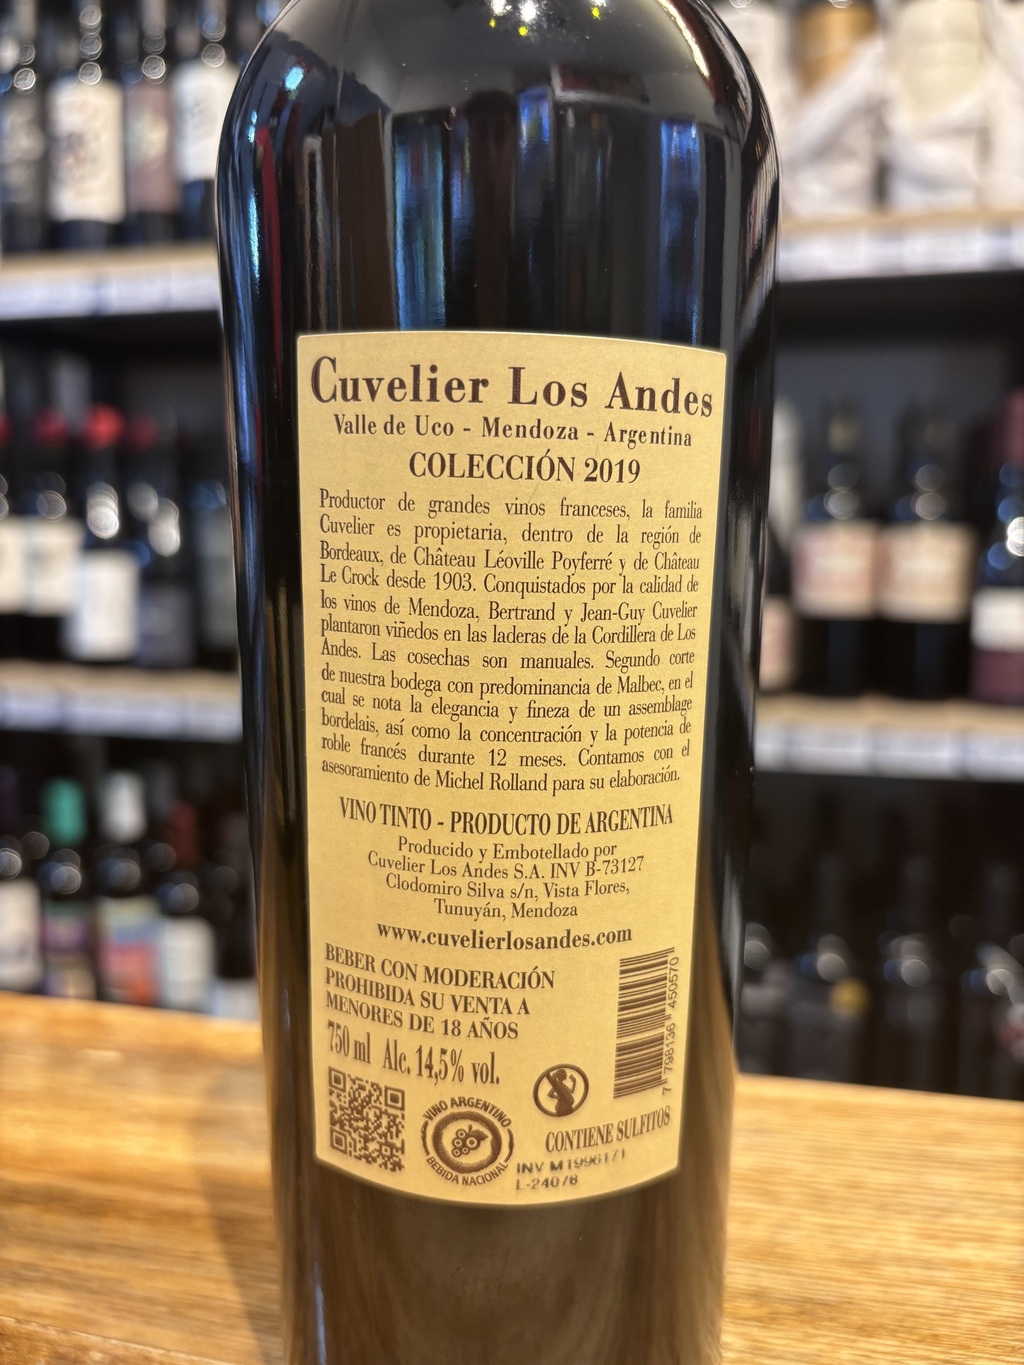 Cuvelier Los Andes
Valle de Uco - Mendoza - Argentina
COLECCIÓN 2019
Productor de grandes vinos franceses, la familia
Cuvelier es propietaria, dentro de la región de
Bordeaux, de Château Léoville Poyferré y de Château
Le Crock desde 1903. Conquistados por la calidad de
los vinos de Mendoza, Bertrand y Jean-Guy Cuvelier
plantaron viñedos en las laderas de la Cordillera de Los
Andes. Las cosechas son manuales. Segundo corte
de nuestra bodega con predominancia de Malbec, en el
cual se nota la elegancia y fineza de un assemblage
bordelais, así como la concentración y la potencia de
roble francés durante 12 meses. Contamos con el
asesoramiento de Michel Rolland para su elaboración.
VINO TINTO - PRODUCTO DE ARGENTINA
Producido y Embotellado por
Cuvelier Los Andes S.A. INV B-73127
Clodomiro Silva s/n, Vista Flores,
Tunuyán, Mendoza
www.cuvelierlosandes.com
BEBER CON MODERACIÓN
PROHIBIDA SU VENTA A
MENORES DE 18 AÑOS
750 ml Alc. 14,5% vol.
7 798136 450570
VINO ARGENTINO
BEBIDA NACIONAL
CONTIENE SULFITOS
INV M